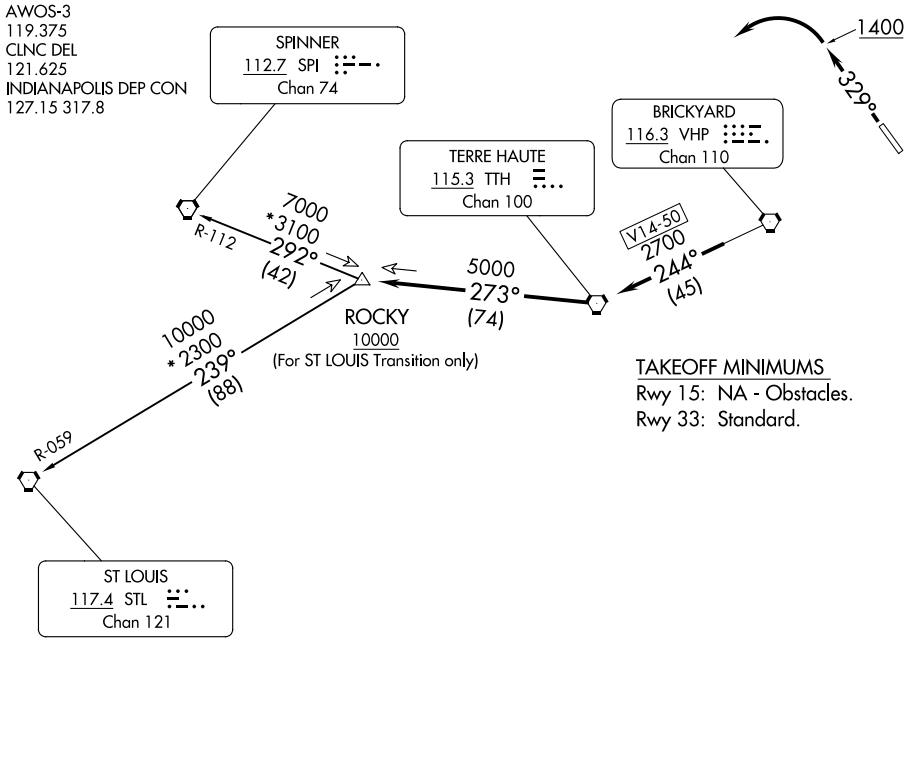 AWOS-3
119.375
CLNC DEL
121.625
INDIANAPOLIS DEP CON
127.15 317.8
SPINNER
112.7 SPI
Chan 74
1400
329°
BRICKYARD
116.3 VHP
Chan 110
TERRE HAUTE
115.3 TTH
Chan 100
7000
*3100
292°
(42)
R-112
V14-50
2700
244°
(45)
5000
273°
(74)
ROCKY
10000
(For ST LOUIS Transition only)
10000
*2300
239°
(88)
R-059
TAKEOFF MINIMUMS
Rwy 15: NA - Obstacles.
Rwy 33: Standard.
ST LOUIS
117.4 STL
Chan 121